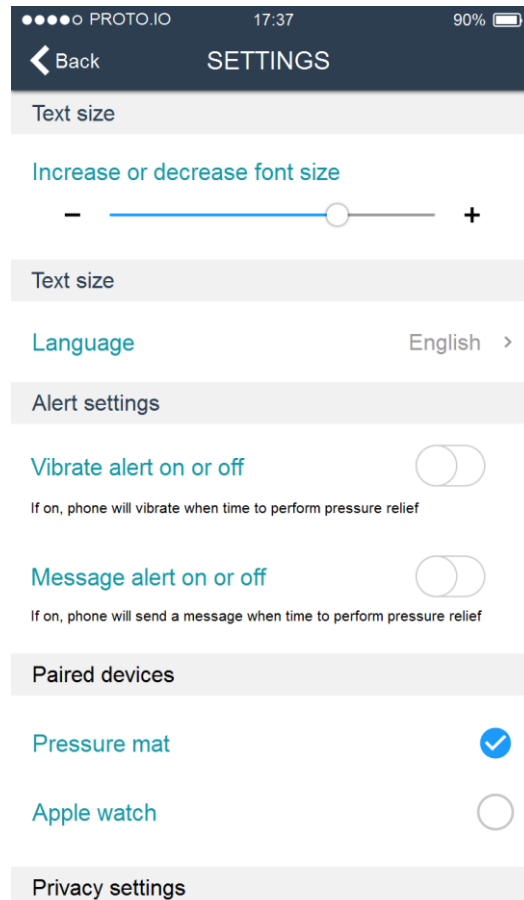 PROTO.IO 17:37 90%
Back SETTINGS
Text size
Increase or decrease font size
- +
Text size
Language English >
Alert settings
Vibrate alert on or off
If on, phone will vibrate when time to perform pressure relief
Message alert on or off
If on, phone will send a message when time to perform pressure relief
Paired devices
Pressure mat
Apple watch
Privacy settings